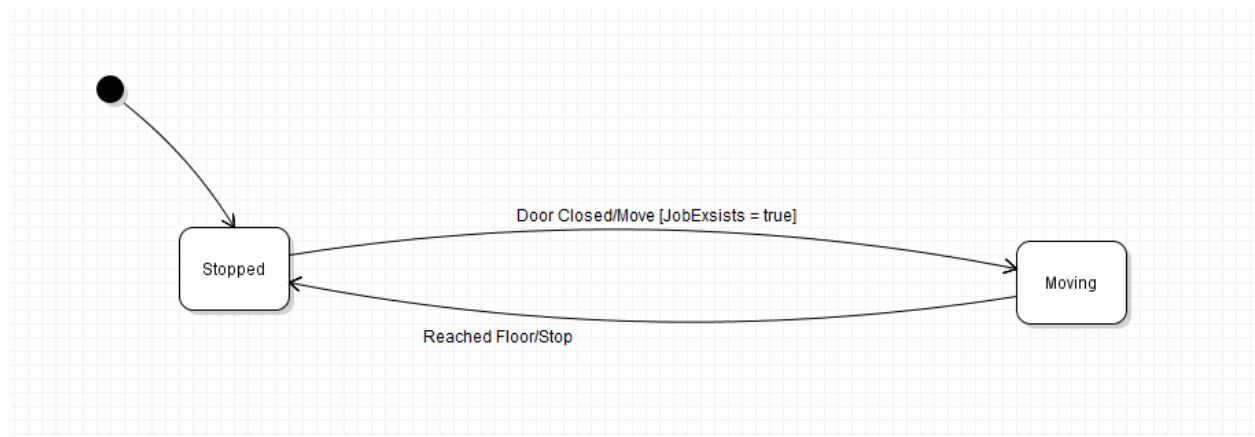 Door Closed/Move [JobExsists = true]
Stopped
Moving
Reached Floor/Stop